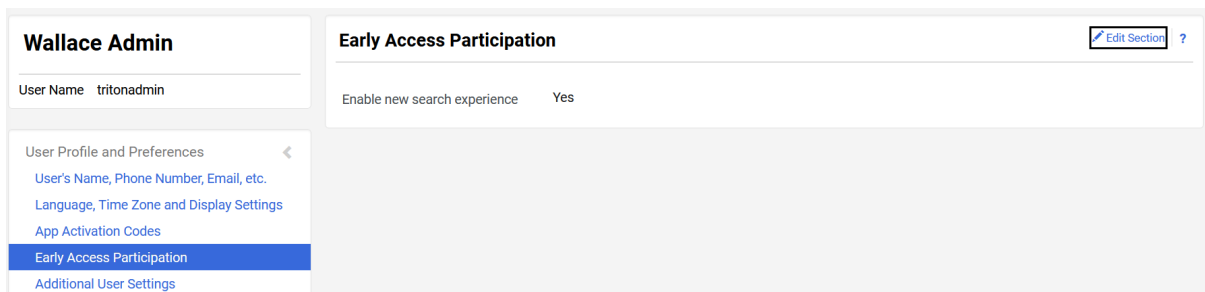 Wallace Admin
User Name tritonadmin
User Profile and Preferences
User's Name, Phone Number, Email, etc.
Language, Time Zone and Display Settings
App Activation Codes
Early Access Participation
Additional User Settings
Early Access Participation
Edit Section ?
Enable new search experience Yes